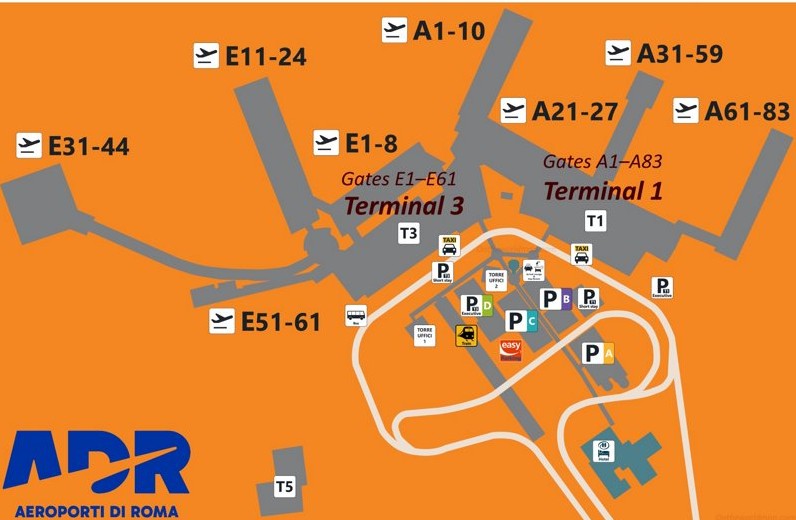 A1-10
E11-24
A31-59
A21-27
A61-83
E31-44
E1-8
Gates A1–A83
Terminal 1
Gates E1–E61
Terminal 3
T1
T3
TAXI
TAXI
P
Short stay
TORRE
UFFICI
2
P
Executive
P
Executive
D
P B
P
Short stay
E51-61
Bus
P C
TORRE
UFFICI
1
Train
easy
Parking
P A
H
Hotel
T5
ADR
AEROPORTI DI ROMA